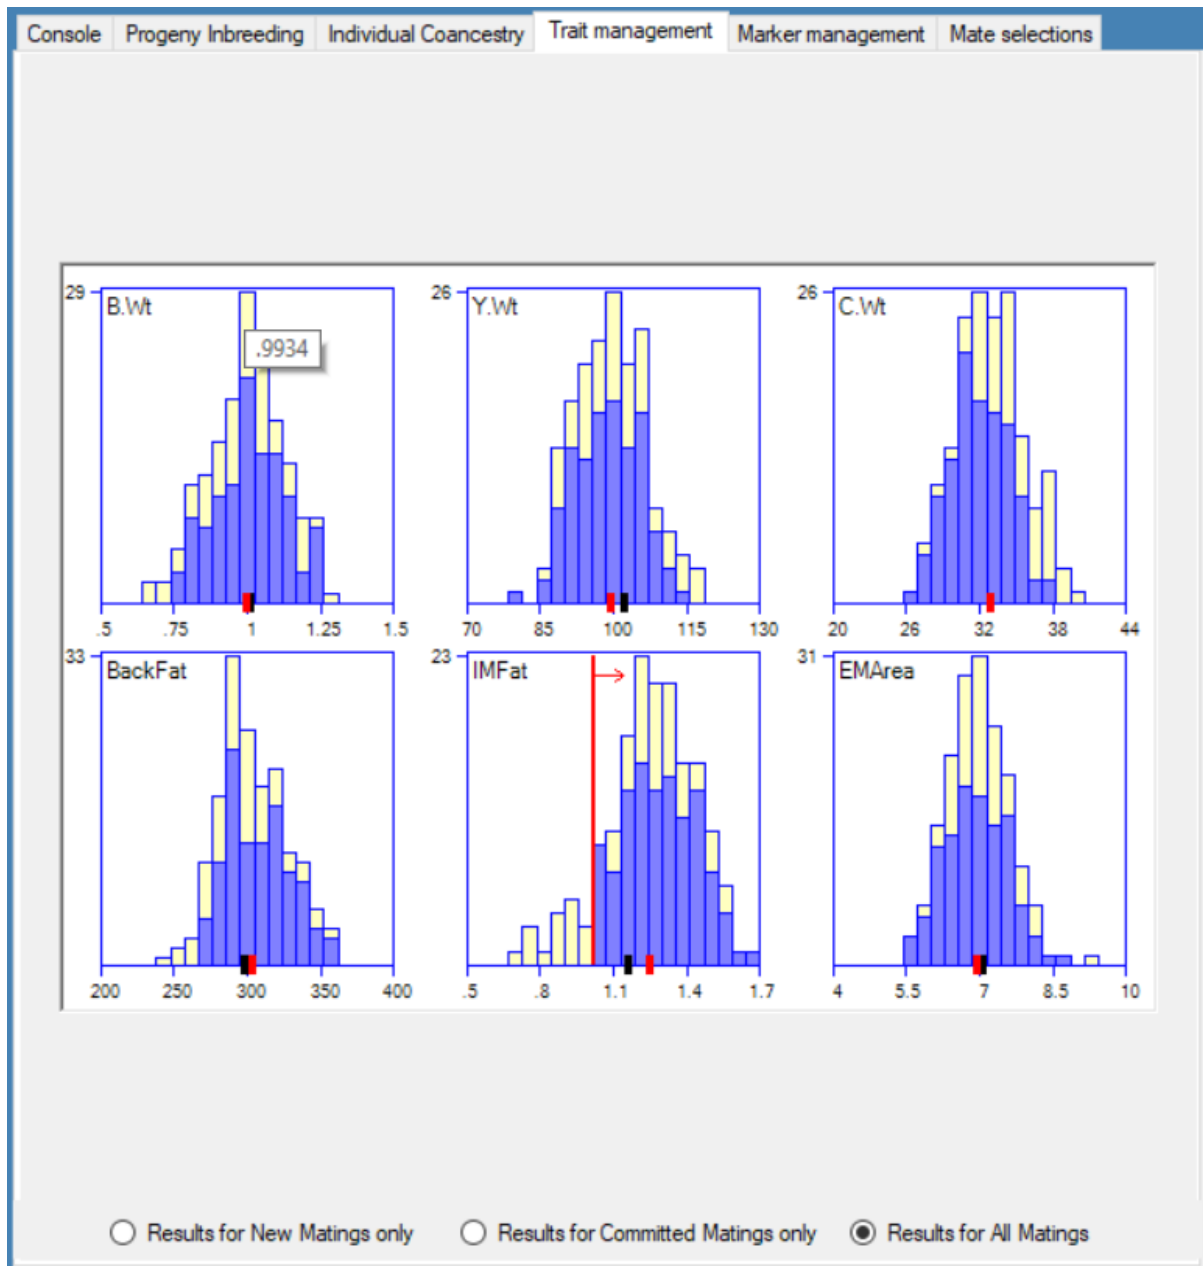 Console Progeny Inbreeding Individual Coancestry Trait management Marker management Mate selections
29 B.Wt 26 Y.Wt 26 C.Wt
.9934
.5 .75 1 1.25 1.5 70 85 100 115 130 20 26 32 38 44
33 BackFat 23 IMFat 31 EMArea
200 250 300 350 400 .5 .8 1.1 1.4 1.7 4 5.5 7 8.5 10
Results for New Matings only Results for Committed Matings only Results for All Matings